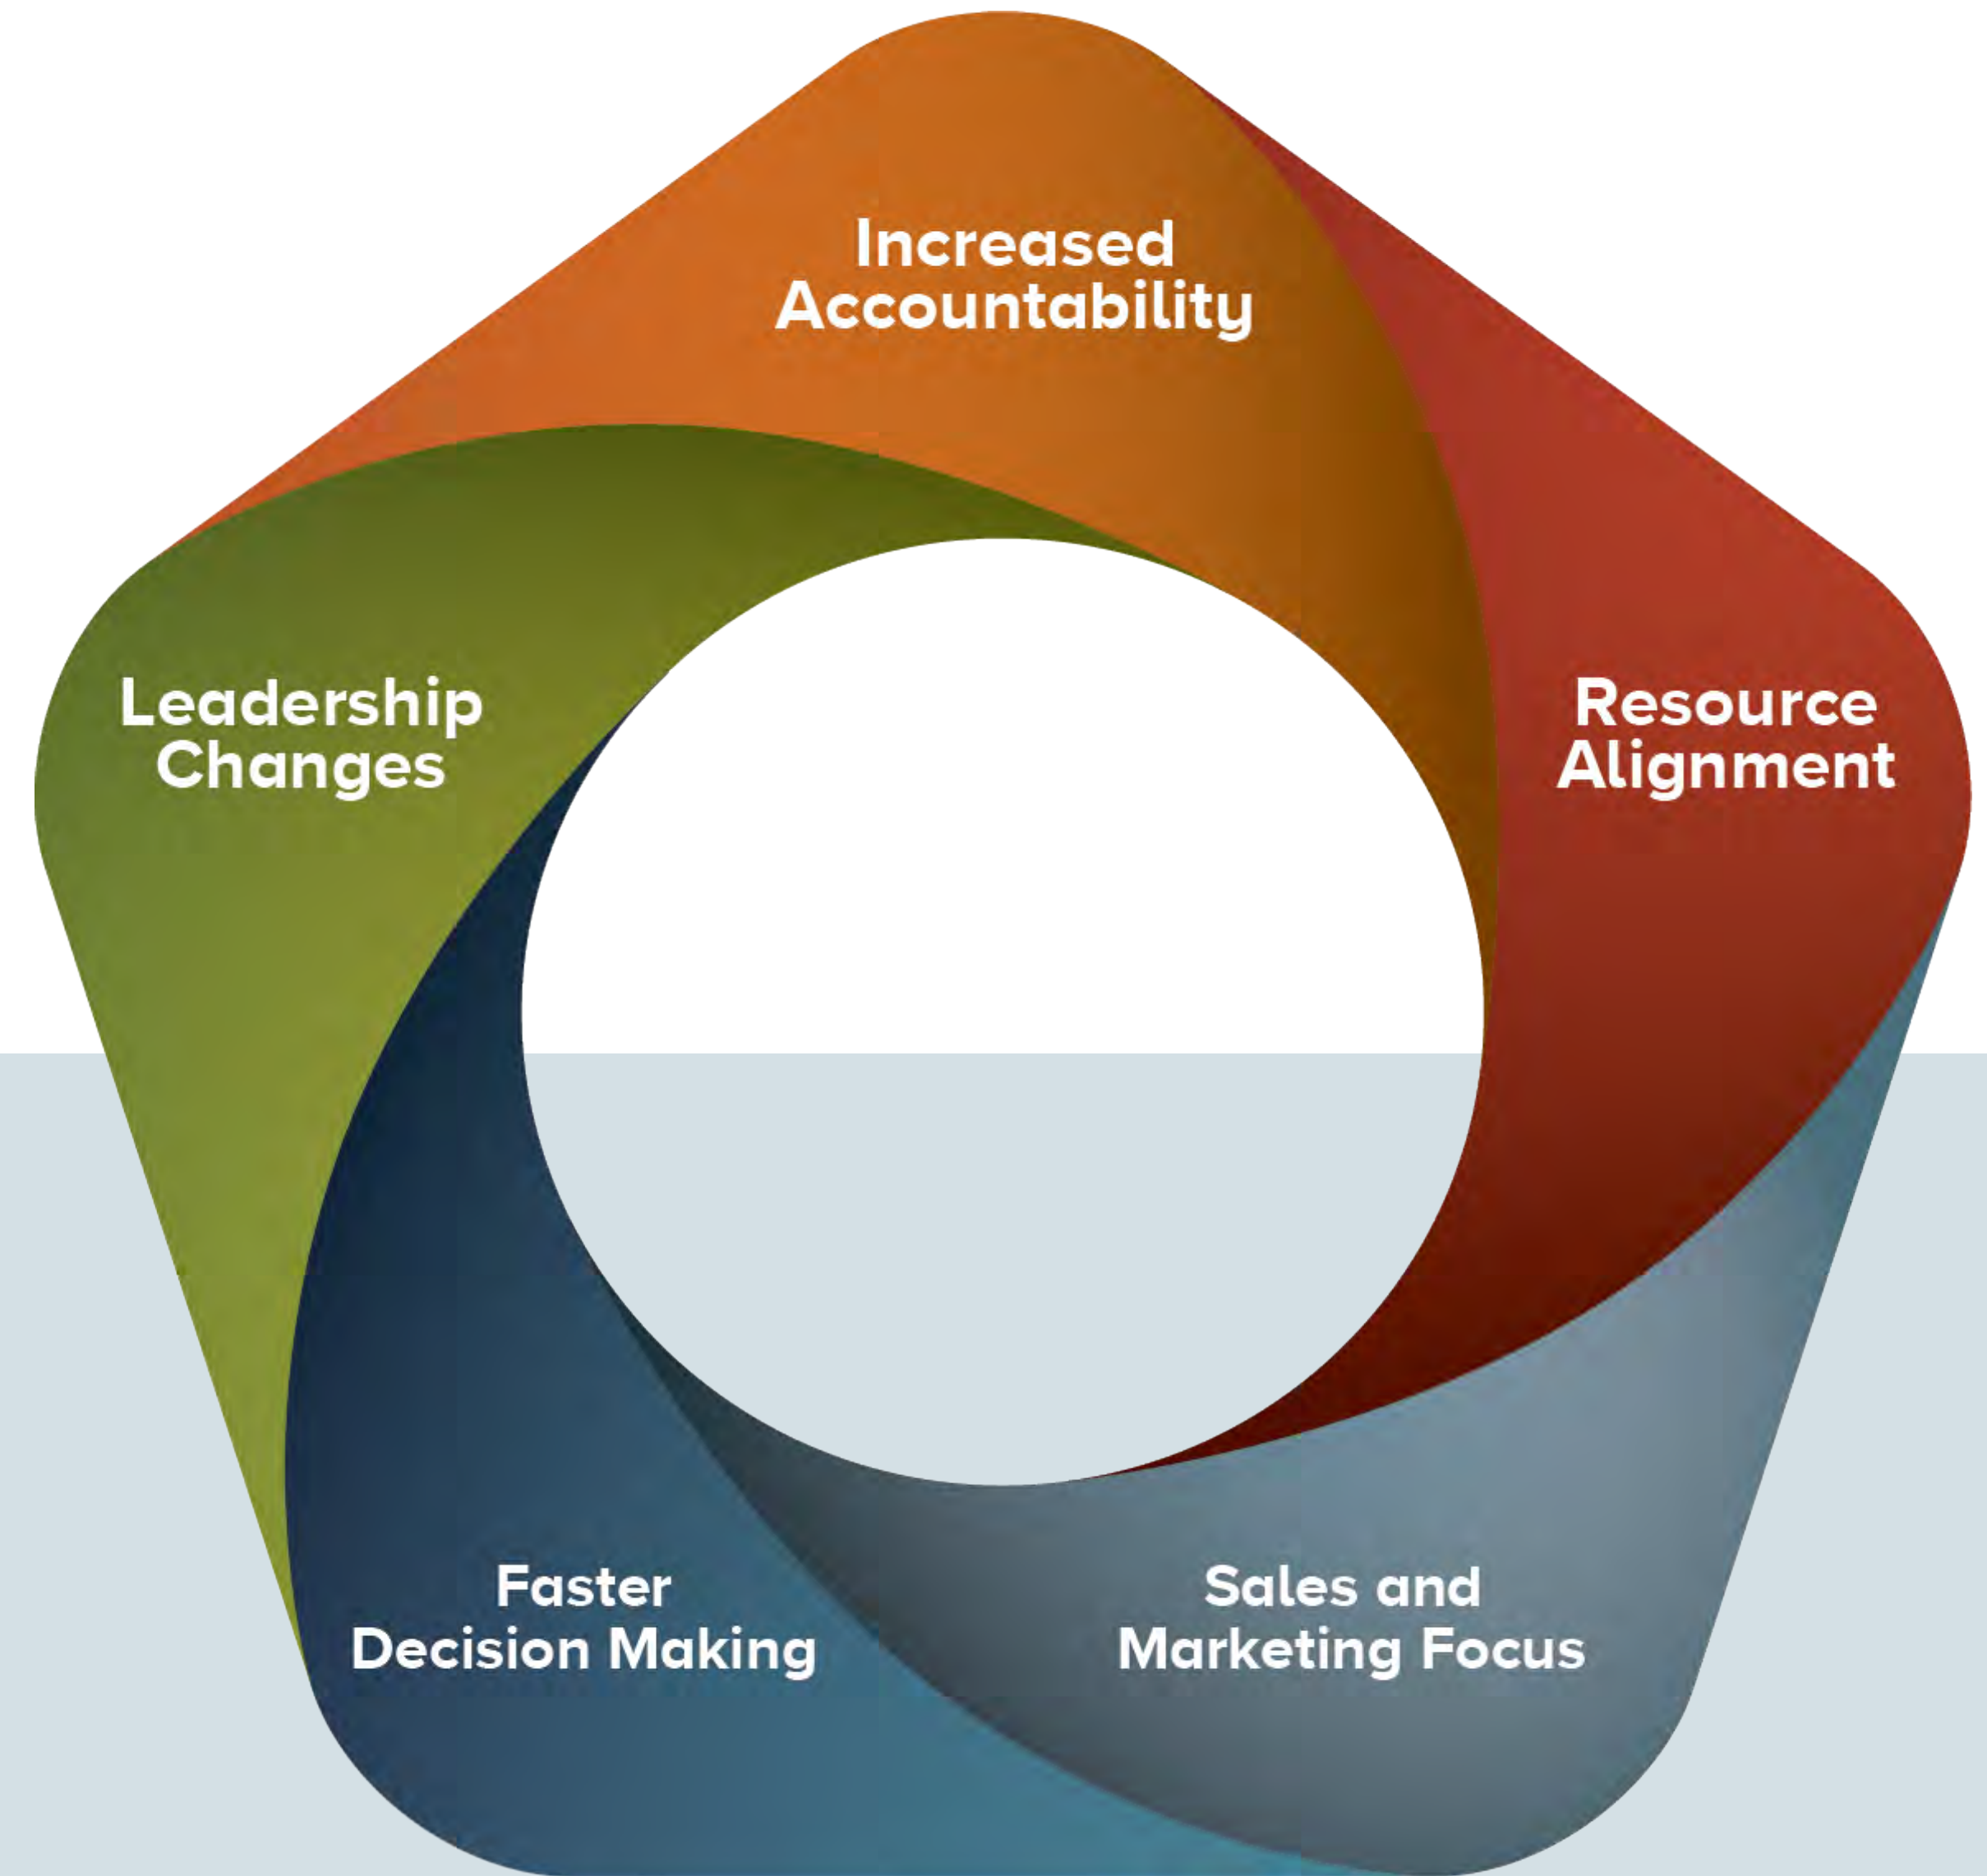 Increased
Accountability
Leadership
Changes
Resource
Alignment
Faster
Decision Making
Sales and
Marketing Focus